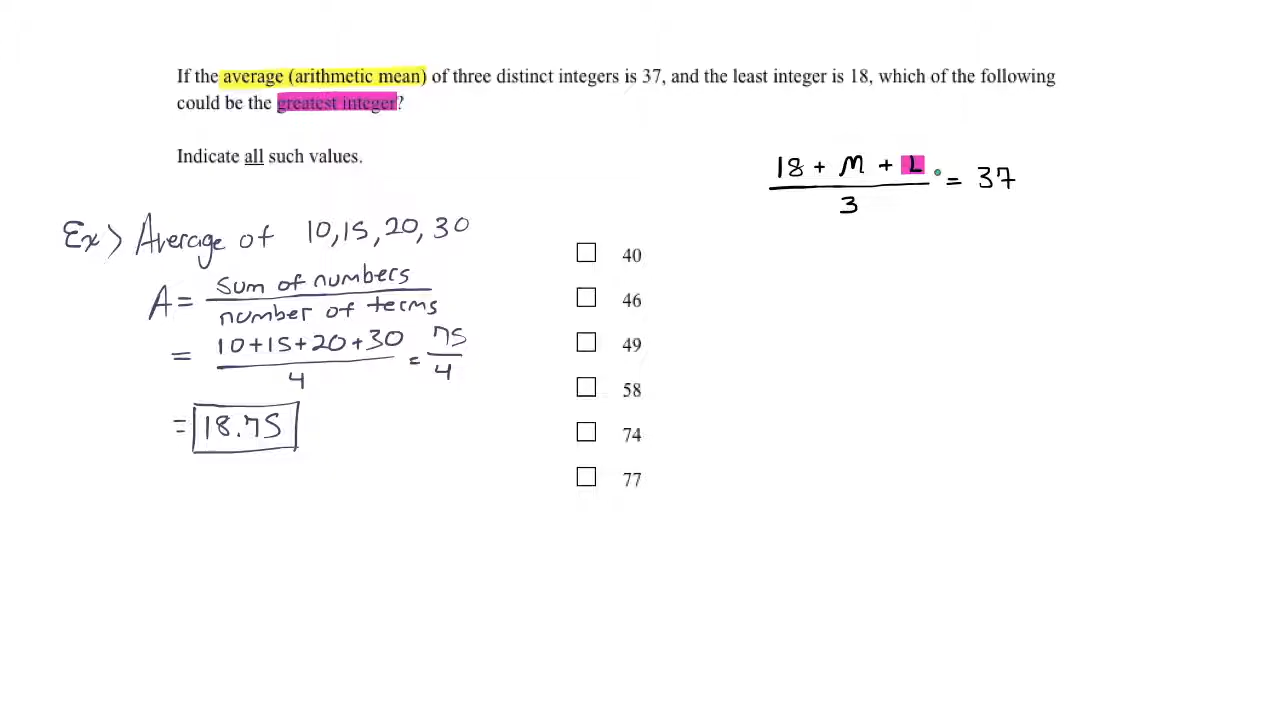 If the average (arithmetic mean) of three distinct integers is 37, and the least integer is 18, which of the following
could be the greatest integer?
Indicate all such values.
18 + M + L
3
= 37
Ex> Average of 10, 15, 20, 30
A = sum of numbers
number of terms
= 10+15+20+30
4
= 75
4
= 18.75
40
46
49
58
74
77